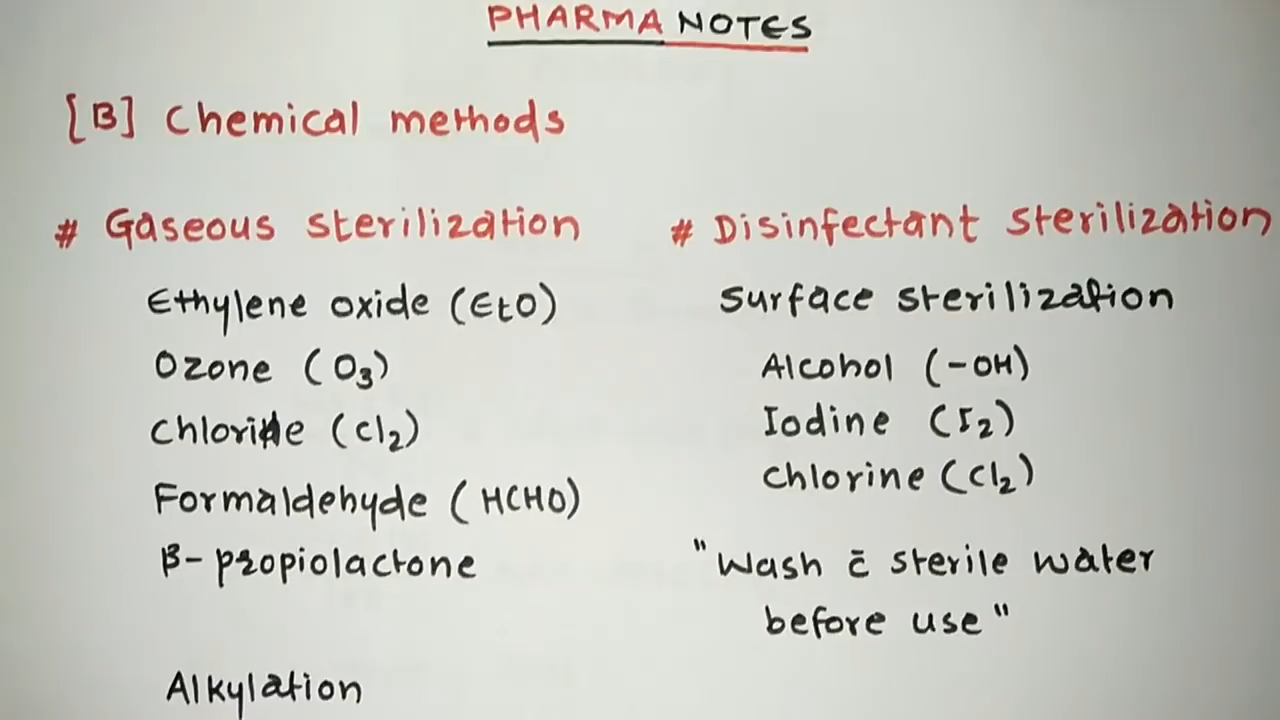 PHARMA NOTES
[B] Chemical methods
# Gaseous sterilization
Ethylene oxide (EtO)
Ozone (O₃)
Chlorine (Cl₂)
Formaldehyde (HCHO)
β-propiolactone
Alkylation
# Disinfectant sterilization
Surface sterilization
Alcohol (-OH)
Iodine (I₂)
Chlorine (Cl₂)
"Wash c̄ sterile water
before use"